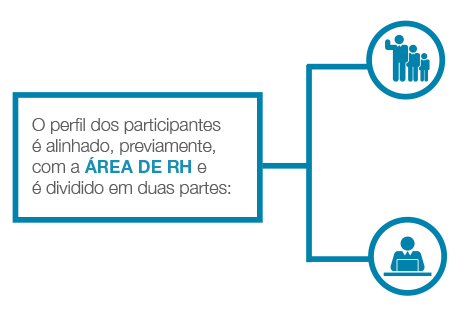 O perfil dos participantes
é alinhado, previamente,
com a ÁREA DE RH e
é dividido em duas partes: